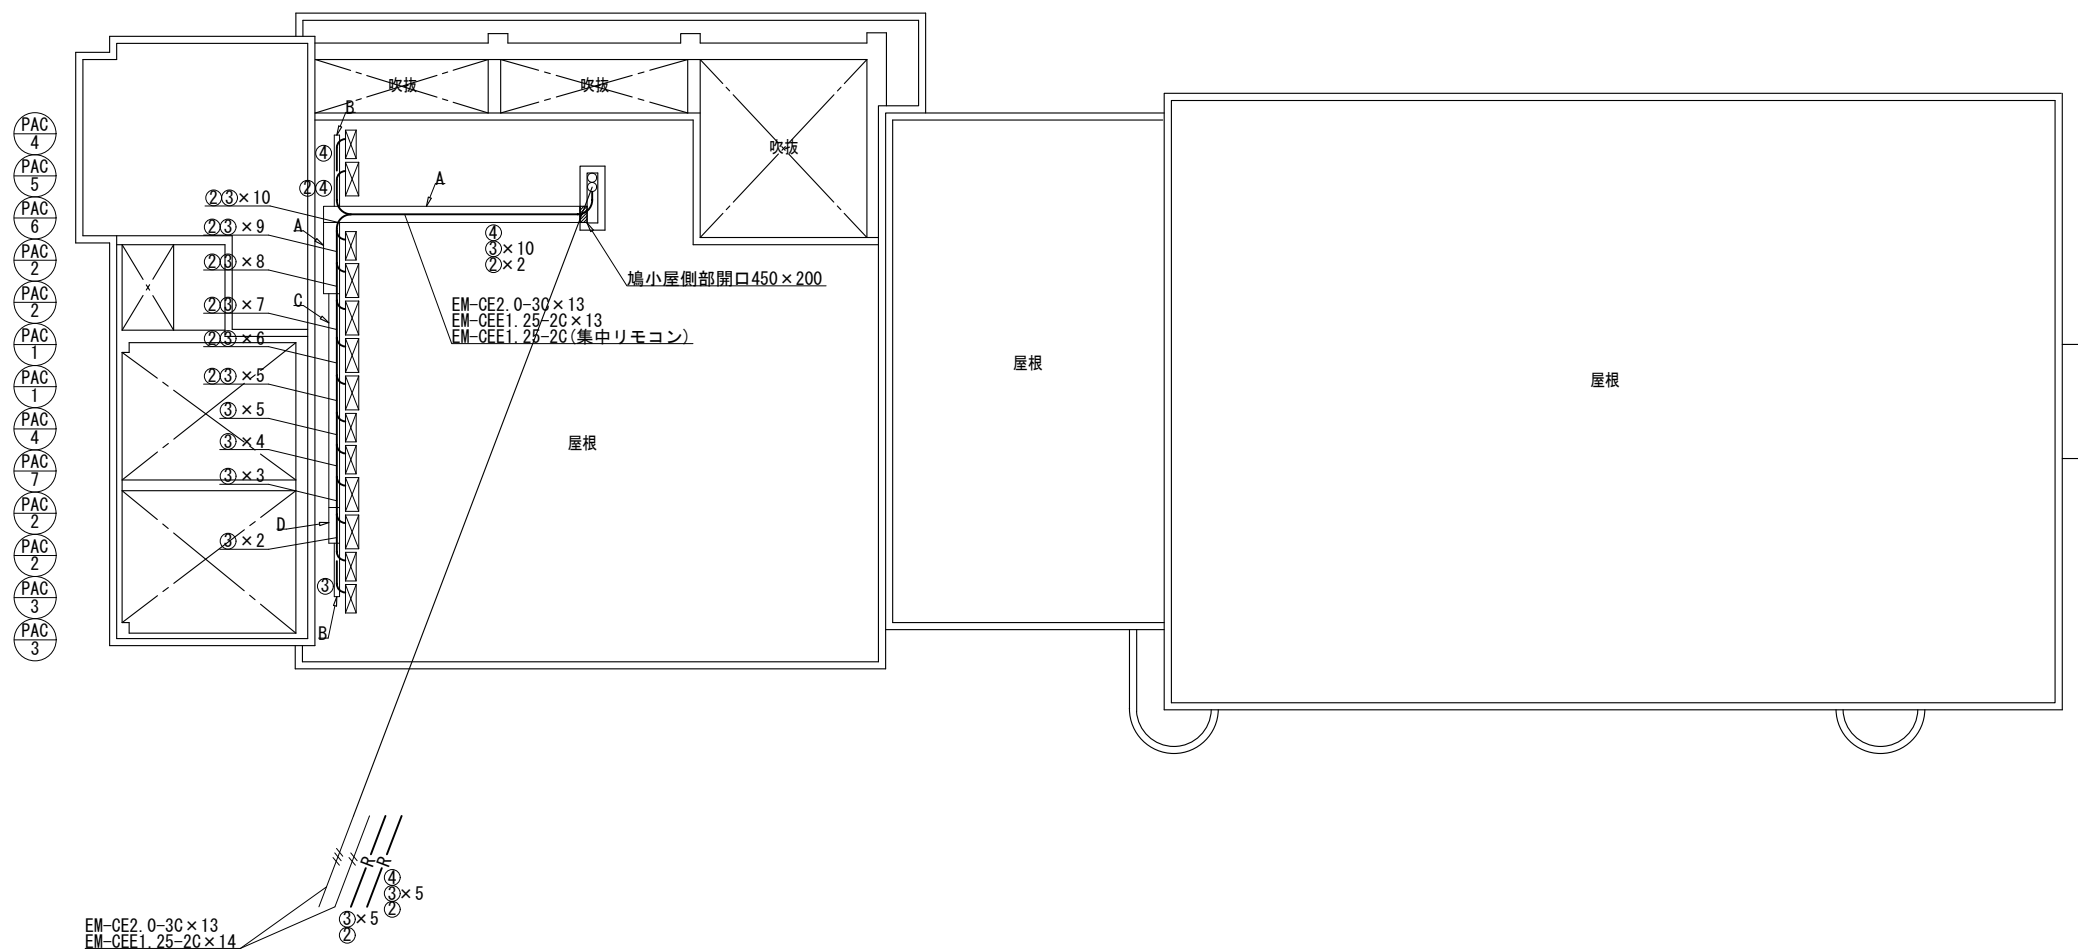 吹抜
吹抜
吹抜
B
PAC
4
PAC
5
PAC
6
PAC
2
PAC
2
PAC
1
PAC
1
PAC
4
PAC
7
PAC
2
PAC
2
PAC
3
PAC
3
④
②④
A
②③×10
A
②③×9
②③×8
C
②③×7
②③×6
②③×5
③×5
③×4
③×3
D
③×2
③
B
④
③×10
②×2
鳩小屋側部開口450×200
EM-CE2.0-3C×13
EM-CEE1.25-2C×13
EM-CEE1.25-2C(集中リモコン)
屋根
屋根
屋根
R
R
④
③×5
②
③×5
②
EM-CE2.0-3C×13
EM-CEE1.25-2C×14